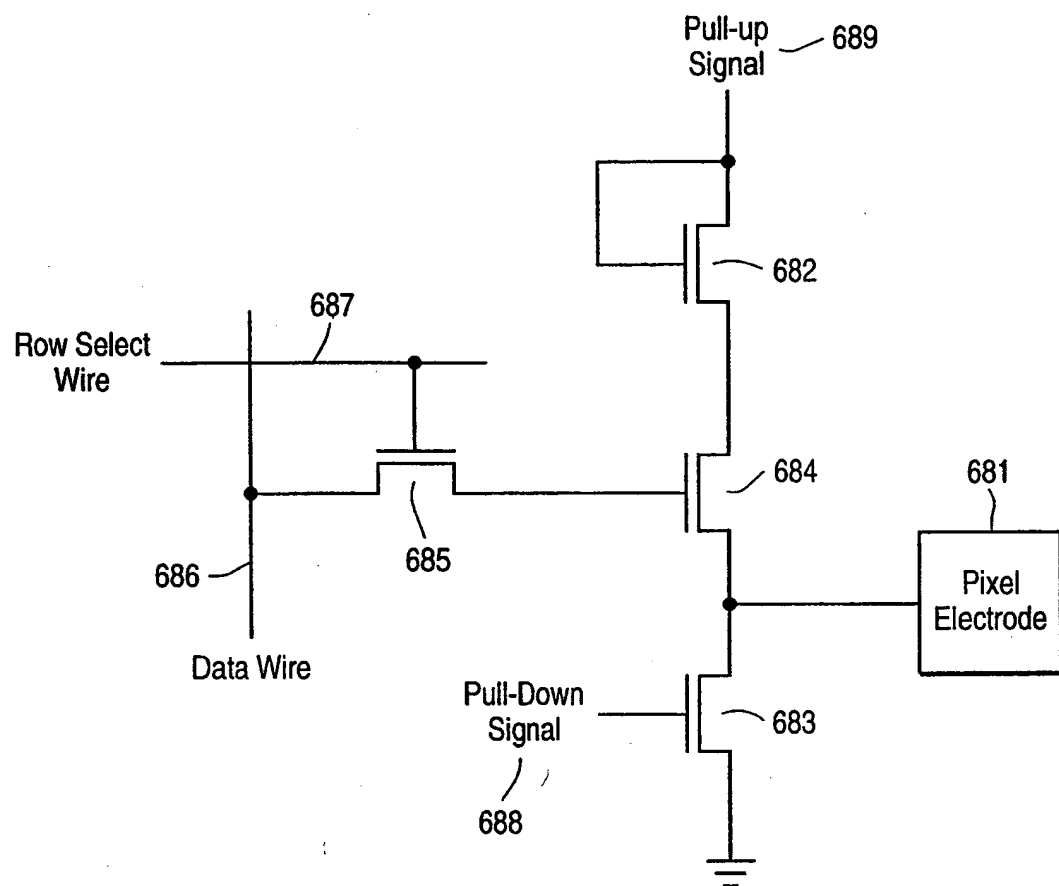 Pull-up
Signal
689
682
687
Row Select
Wire
684
681
685
686
Pixel
Electrode
Data Wire
Pull-Down
Signal
683
688